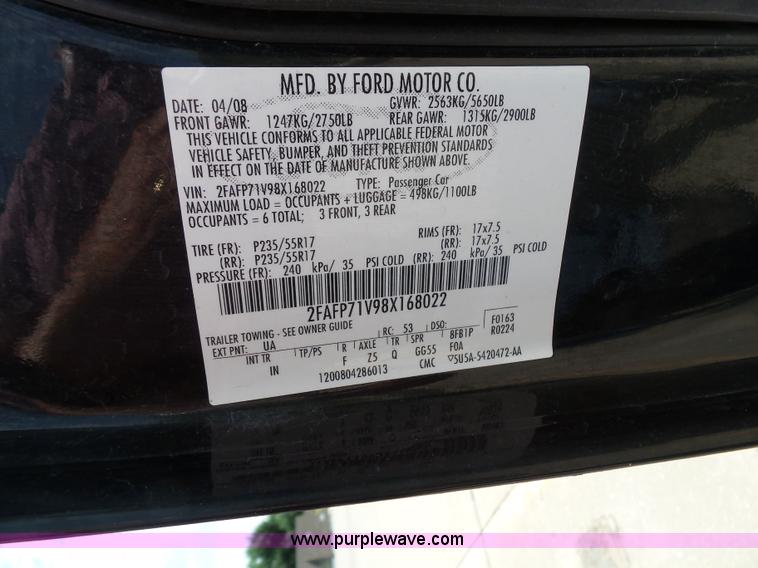 MFD. BY FORD MOTOR CO.
DATE: 04/08 GVWR: 2563KG/5650LB
FRONT GAWR: 1247KG/2750LB REAR GAWR: 1315KG/2900LB
THIS VEHICLE CONFORMS TO ALL APPLICABLE FEDERAL MOTOR
VEHICLE SAFETY, BUMPER, AND THEFT PREVENTION STANDARDS
IN EFFECT ON THE DATE OF MANUFACTURE SHOWN ABOVE.
VIN: 2FAFP71V98X168022 TYPE: Passenger Car
MAXIMUM LOAD = OCCUPANTS + LUGGAGE = 498KG/1100LB
OCCUPANTS = 6 TOTAL; 3 FRONT, 3 REAR
TIRE (FR): P235/55R17 RIMS (FR): 17x7.5
(RR): P235/55R17 (RR): 17x7.5
PRESSURE (FR): 240 kPa/ 35 PSI COLD (RR): 240 kPa/ 35 PSI COLD
2FAFP71V98X168022
TRAILER TOWING - SEE OWNER GUIDE RC: 53 DSO: F0163
EXT PNT: UA 8FB1P R0224
INT TR TP/PS R AXLE TR SPR F0A
IN F Z5 Q GG55 CMC ▽5U5A-5420472-AA
1200804286013
www.purplewave.com